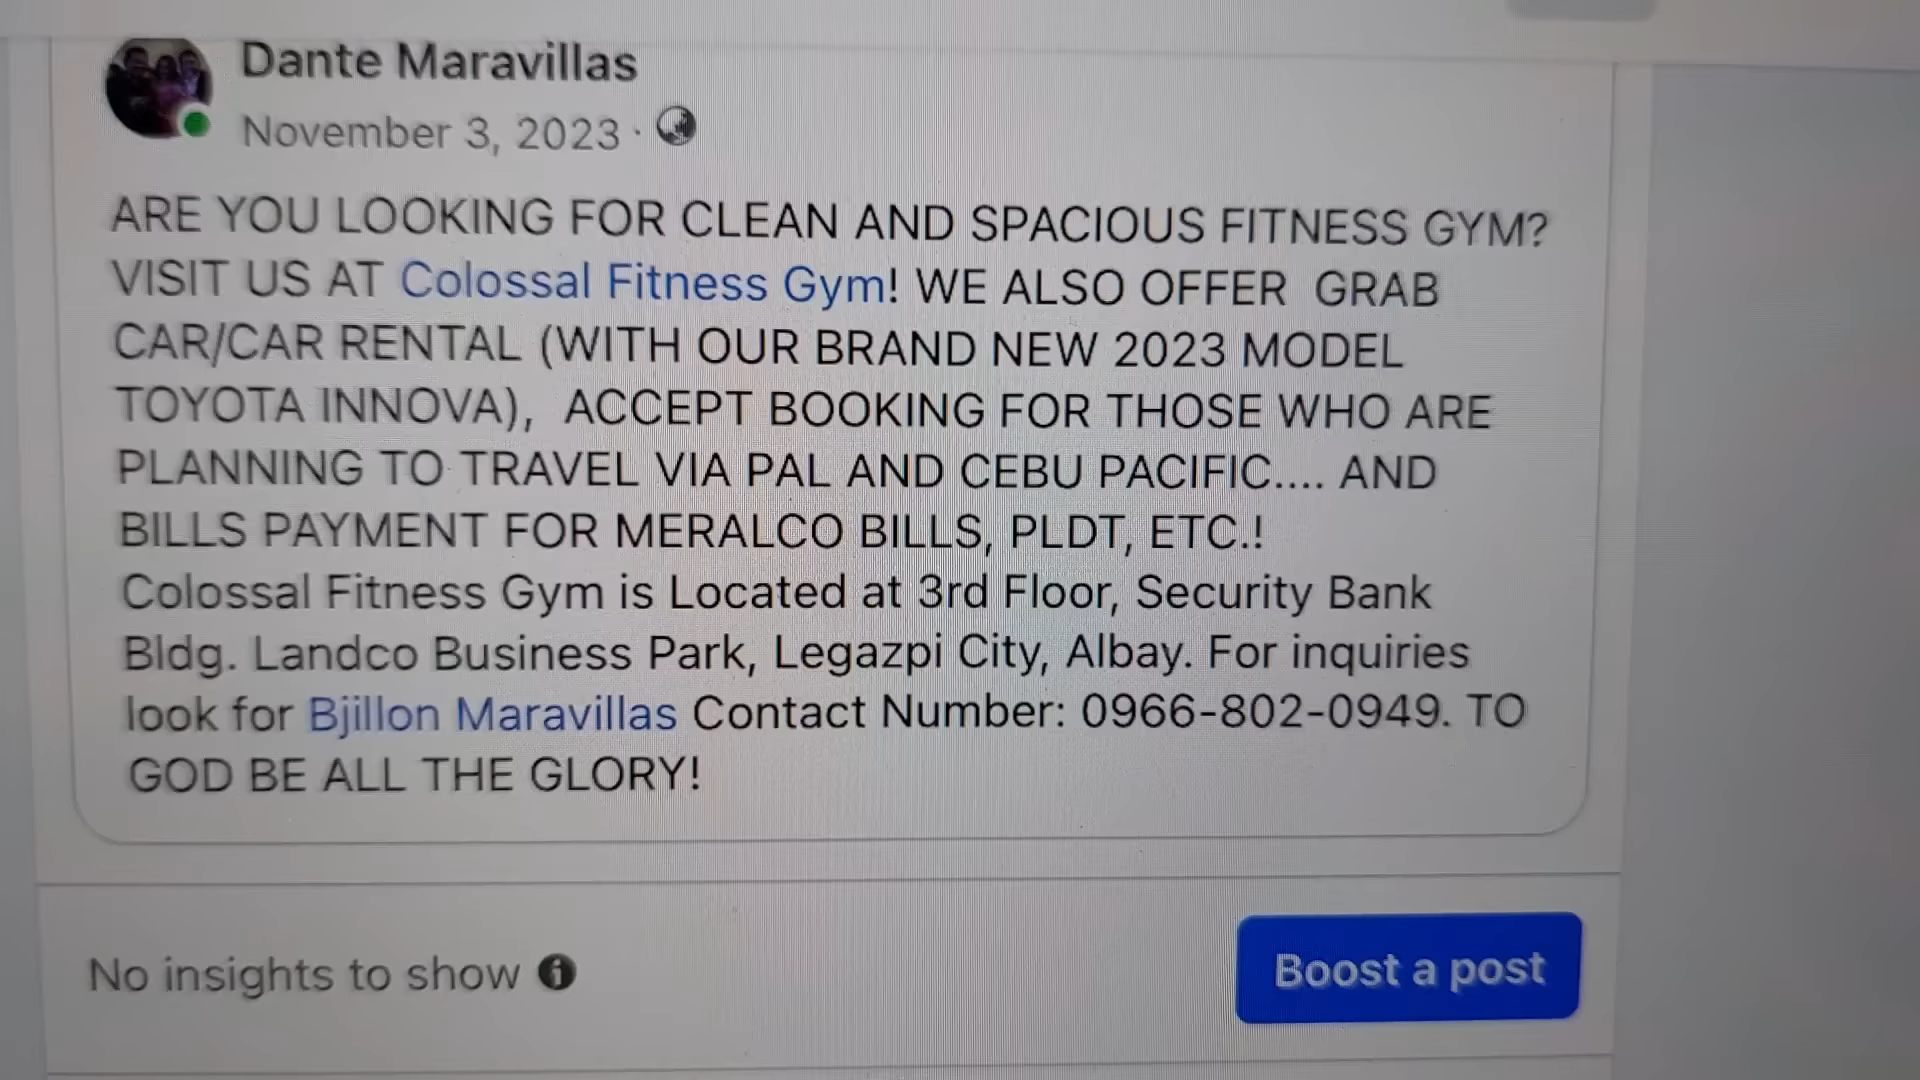 Dante Maravillas
November 3, 2023 ·
ARE YOU LOOKING FOR CLEAN AND SPACIOUS FITNESS GYM?
VISIT US AT Colossal Fitness Gym! WE ALSO OFFER GRAB
CAR/CAR RENTAL (WITH OUR BRAND NEW 2023 MODEL
TOYOTA INNOVA), ACCEPT BOOKING FOR THOSE WHO ARE
PLANNING TO TRAVEL VIA PAL AND CEBU PACIFIC.... AND
BILLS PAYMENT FOR MERALCO BILLS, PLDT, ETC.!
Colossal Fitness Gym is Located at 3rd Floor, Security Bank
Bldg. Landco Business Park, Legazpi City, Albay. For inquiries
look for Bjillon Maravillas Contact Number: 0966-802-0949. TO
GOD BE ALL THE GLORY!
No insights to show
Boost a post